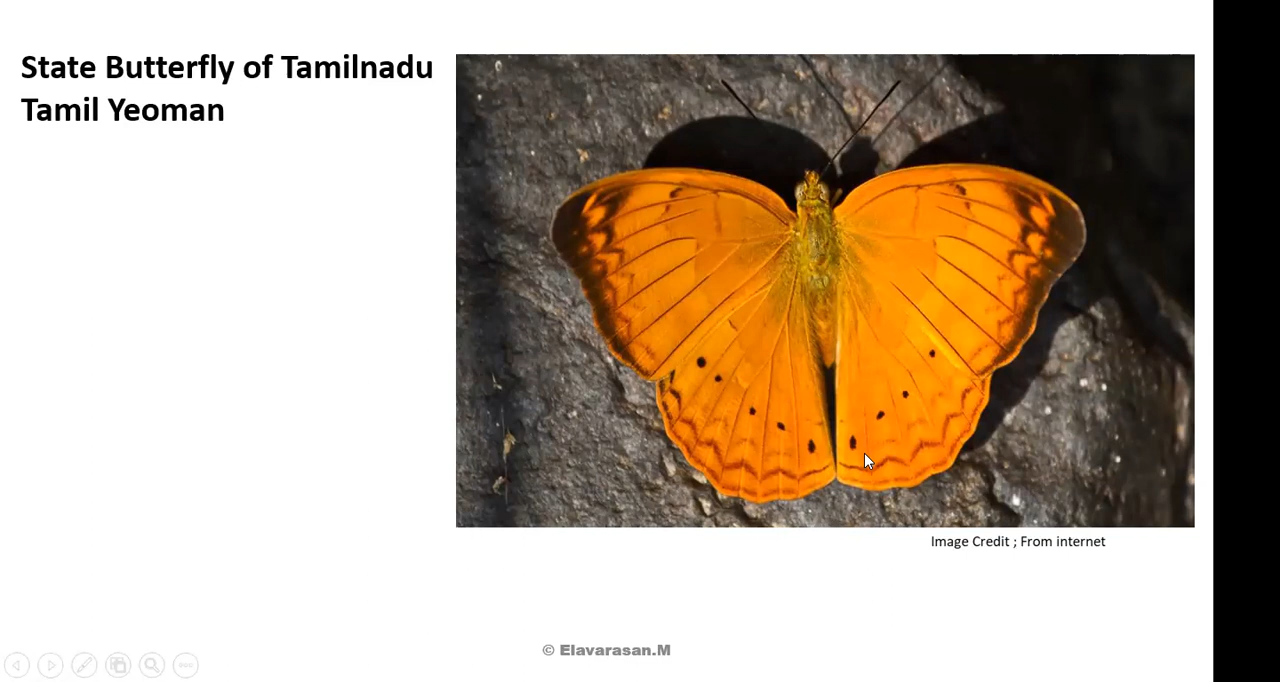 State Butterfly of Tamilnadu
Tamil Yeoman
Image Credit ; From internet
© Elavarasan.M